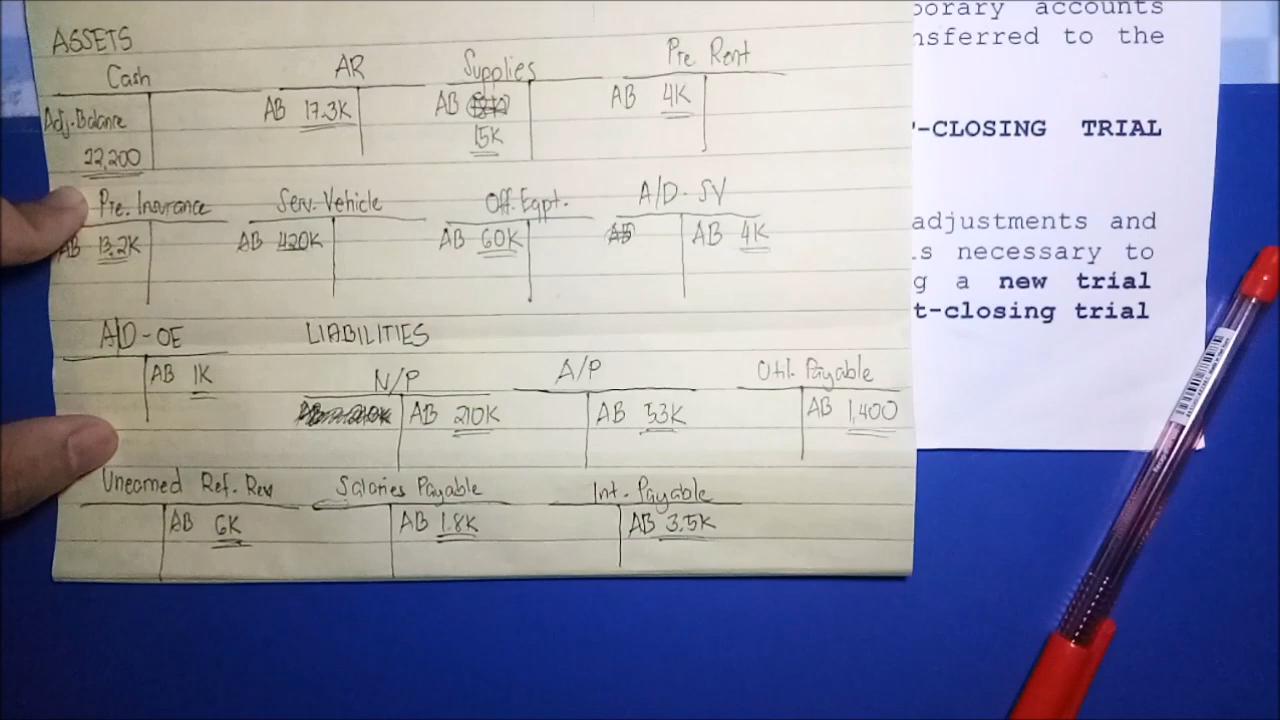 ASSETS
Cash AR Supplies Pre Rent
Adj. Balance AB 17.3K AB AB 4K
22,200 15K
Pre. Insurance Serv. Vehicle Off. Eqpt. A/D - SV
AB 13.2K AB 420K AB 60K AB 4K
A/D - OE LIABILITIES
AB 1K
N/P A/P Util. Payable
AB 210K AB 53K AB 1,400
Unearned Ref. Rev Salaries Payable Int. Payable
AB 6K AB 1.8K AB 3.5K
porary accounts
nsferred to the
-CLOSING TRIAL
adjustments and
s necessary to
g a new trial
t-closing trial